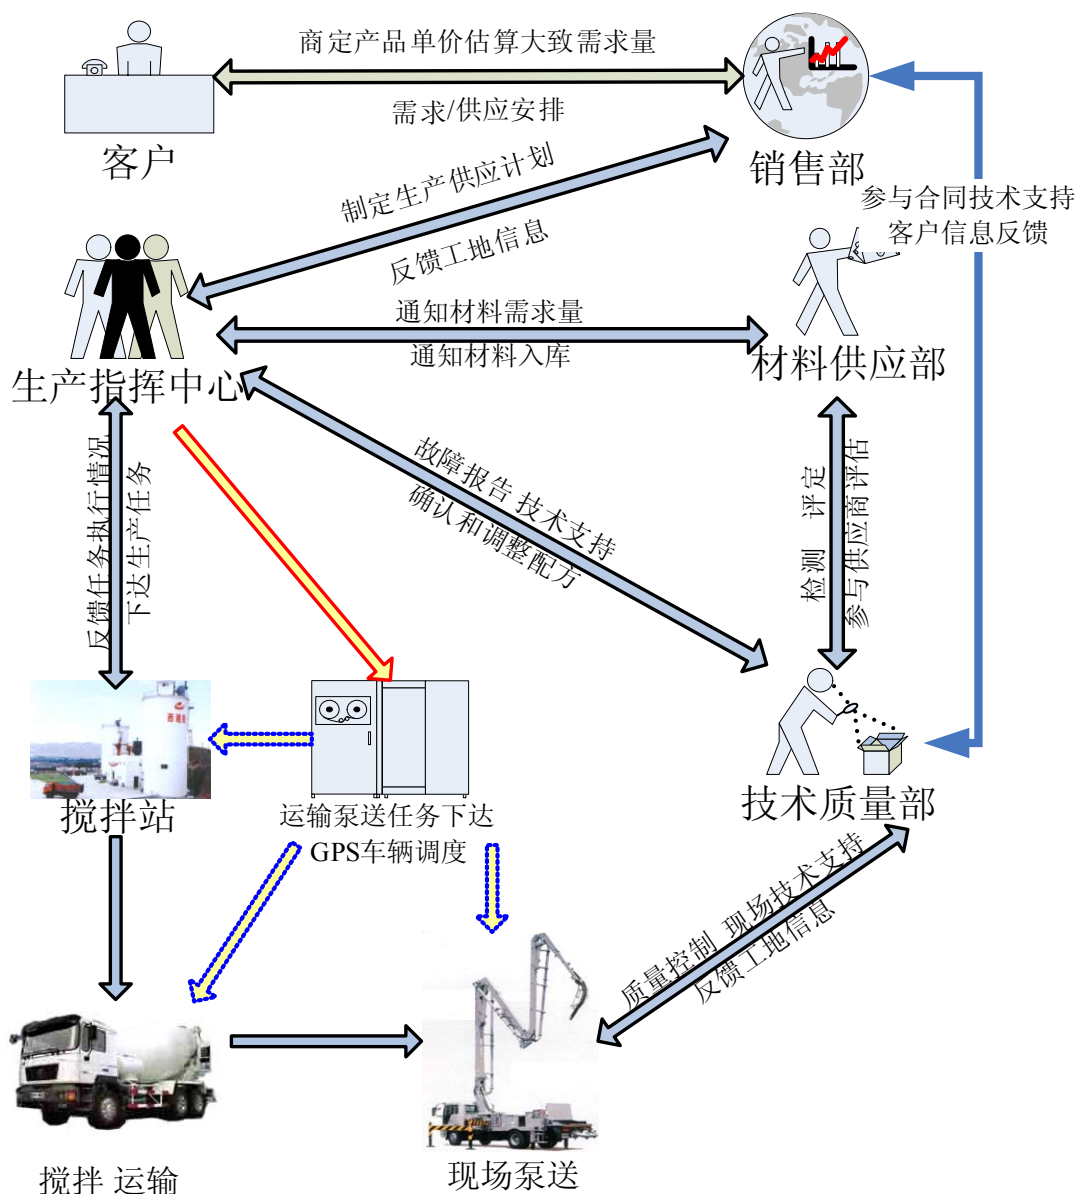 商定产品单价估算大致需求量
需求/供应安排
客户
销售部
制定生产供应计划
反馈工地信息
参与合同技术支持
客户信息反馈
通知材料需求量
通知材料入库
生产指挥中心
材料供应部
反馈任务执行情况
下达生产任务
故障报告 技术支持
确认和调整配方
检测 评定
参与供应商评估
搅拌站
运输泵送任务下达
GPS车辆调度
技术质量部
质量控制 现场技术支持
反馈工地信息
搅拌 运输
现场泵送